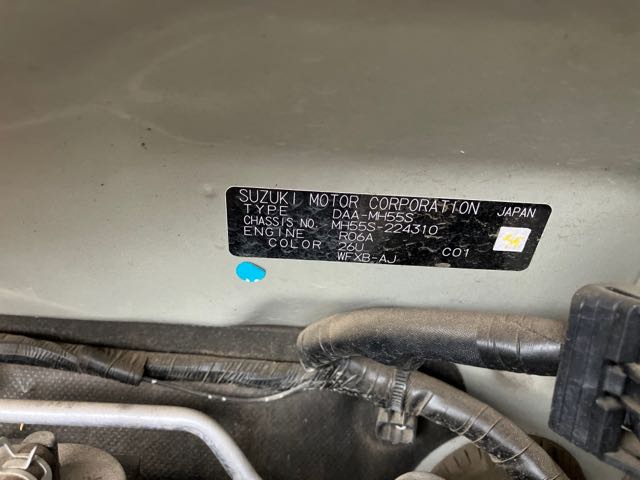 SUZUKI MOTOR CORPORATION JAPAN
TYPE DAA-MH55S
CHASSIS NO. MH55S-224310
ENGINE R06A
COLOR 26U C01
WFXB-AJ